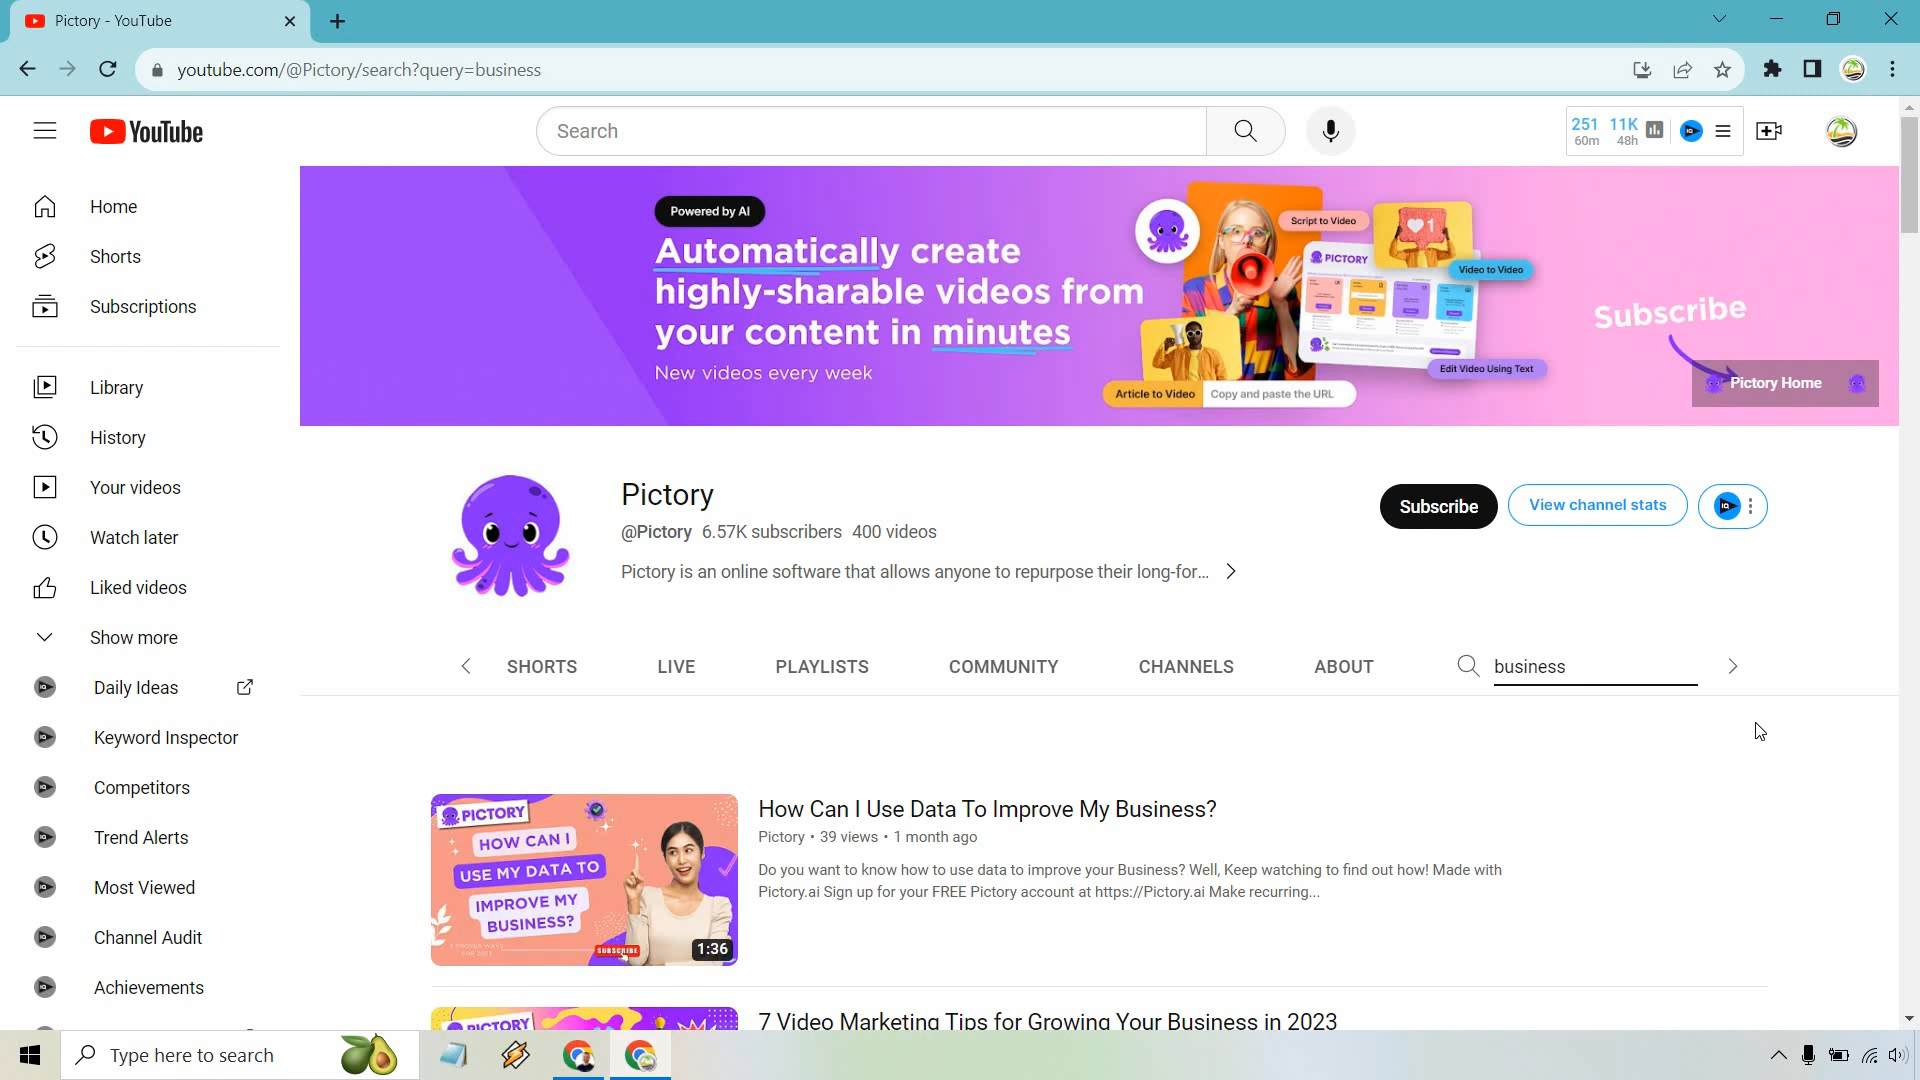 Pictory - YouTube
youtube.com/@Pictory/search?query=business
YouTube
Search
251 11K
60m 48h
Home
Shorts
Subscriptions
Library
History
Your videos
Watch later
Liked videos
Show more
Daily Ideas
Keyword Inspector
Competitors
Trend Alerts
Most Viewed
Channel Audit
Achievements
Powered by AI
Automatically create
highly-sharable videos from
your content in minutes
New videos every week
Script to Video
PICTORY
Video to Video
Edit Video Using Text
Article to Video Copy and paste the URL
Subscribe
Pictory Home
Pictory
@Pictory 6.57K subscribers 400 videos
Pictory is an online software that allows anyone to repurpose their long-for...
Subscribe
View channel stats
SHORTS LIVE PLAYLISTS COMMUNITY CHANNELS ABOUT business
PICTORY
HOW CAN I
USE MY DATA TO
IMPROVE MY
BUSINESS?
SUBSCRIBE
1:36
How Can I Use Data To Improve My Business?
Pictory • 39 views • 1 month ago
Do you want to know how to use data to improve your Business? Well, Keep watching to find out how! Made with
Pictory.ai Sign up for your FREE Pictory account at https://Pictory.ai Make recurring...
PICTORY
7 Video Marketing Tips for Growing Your Business in 2023
Type here to search